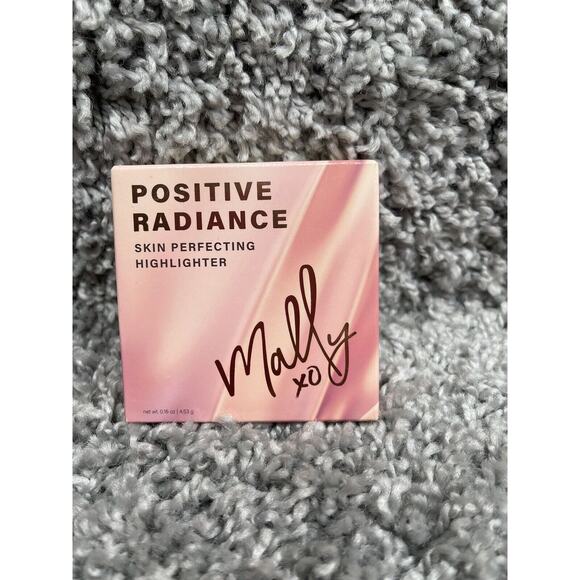 POSITIVE
RADIANCE
SKIN PERFECTING
HIGHLIGHTER
Mally
xo
net wt. 0.16 oz | 4.53 g